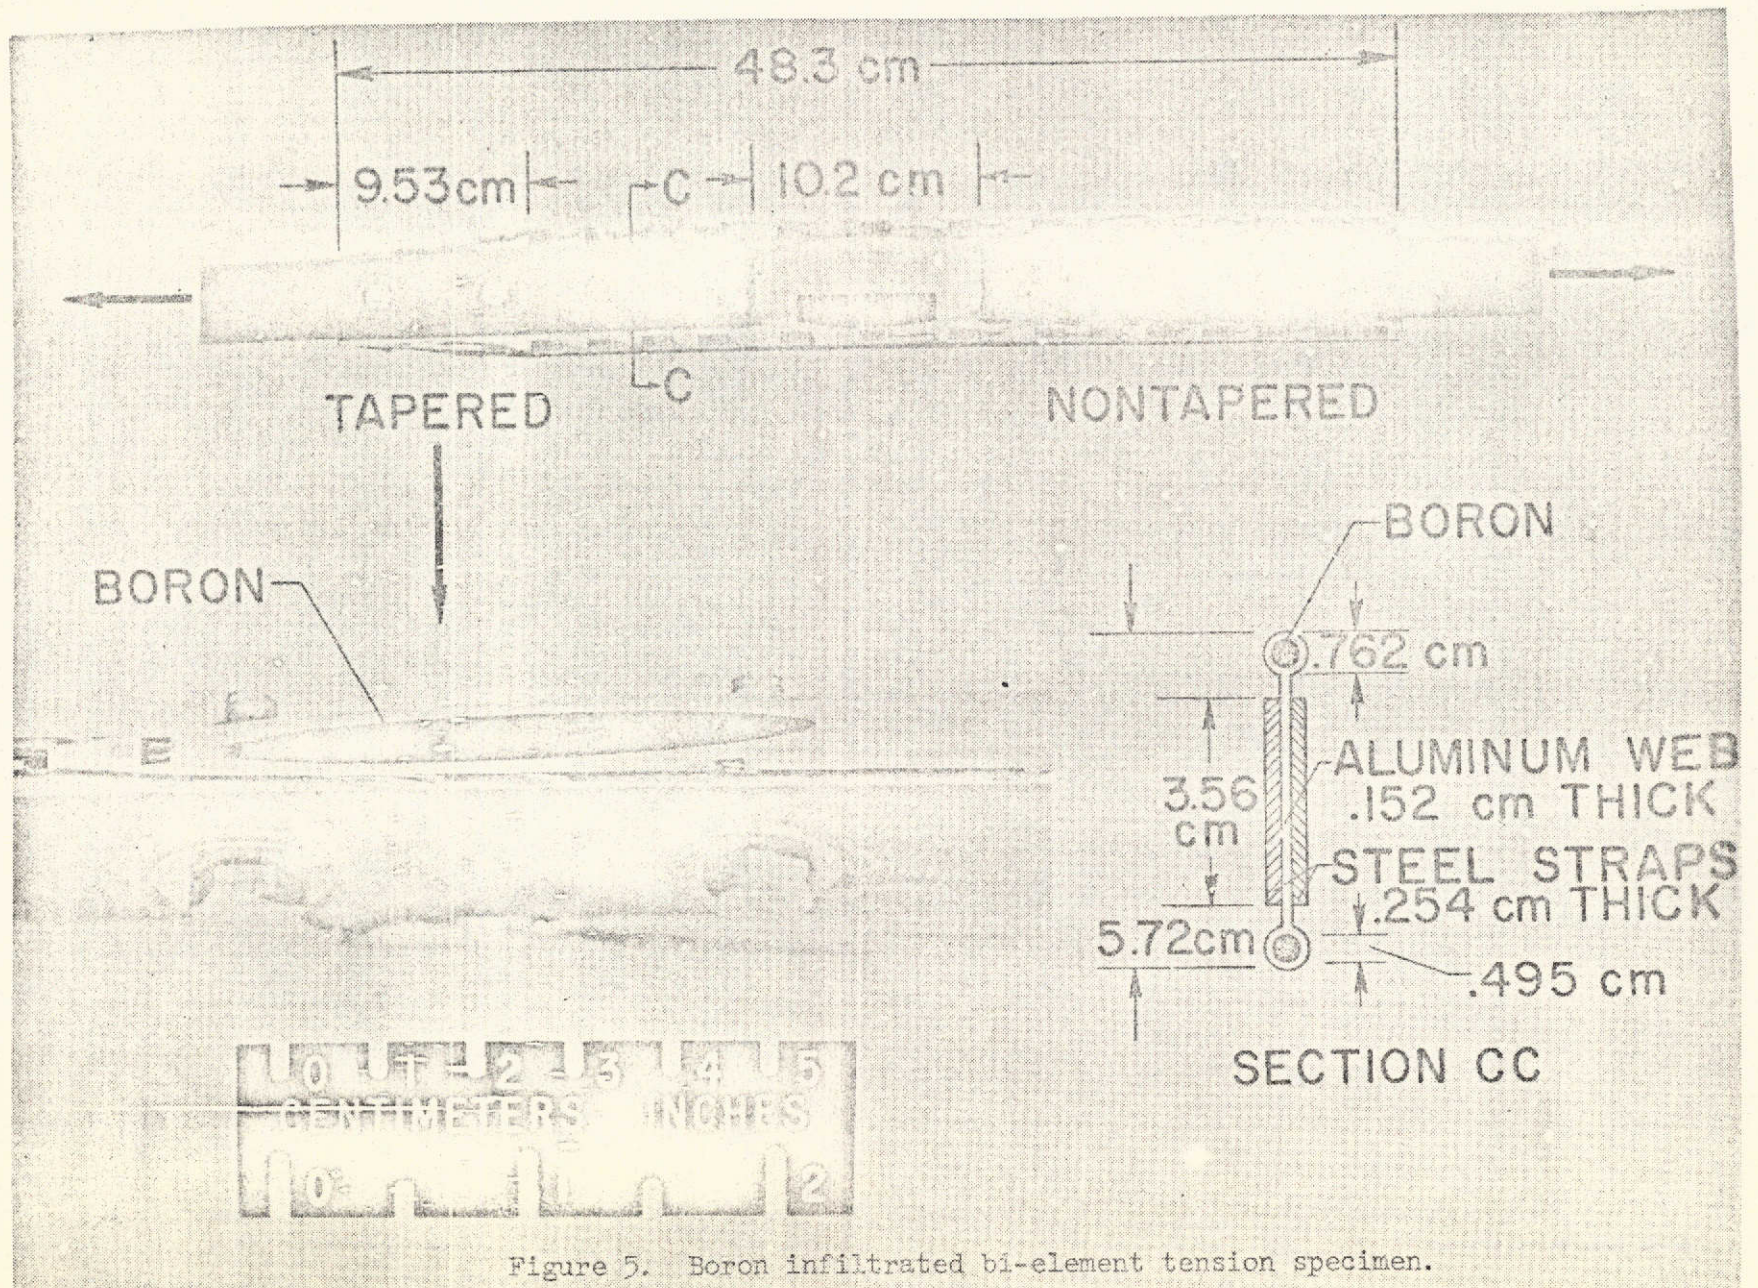 48.3 cm
9.53cm C 10.2 cm
C
TAPERED
NONTAPERED
BORON
BORON
.762 cm
3.56
cm
ALUMINUM WEB
.152 cm THICK
STEEL STRAPS
.254 cm THICK
5.72cm
.495 cm
SECTION CC
0 1 2 3 4 5
CENTIMETERS INCHES
0 1 2
Figure 5. Boron infiltrated bi-element tension specimen.